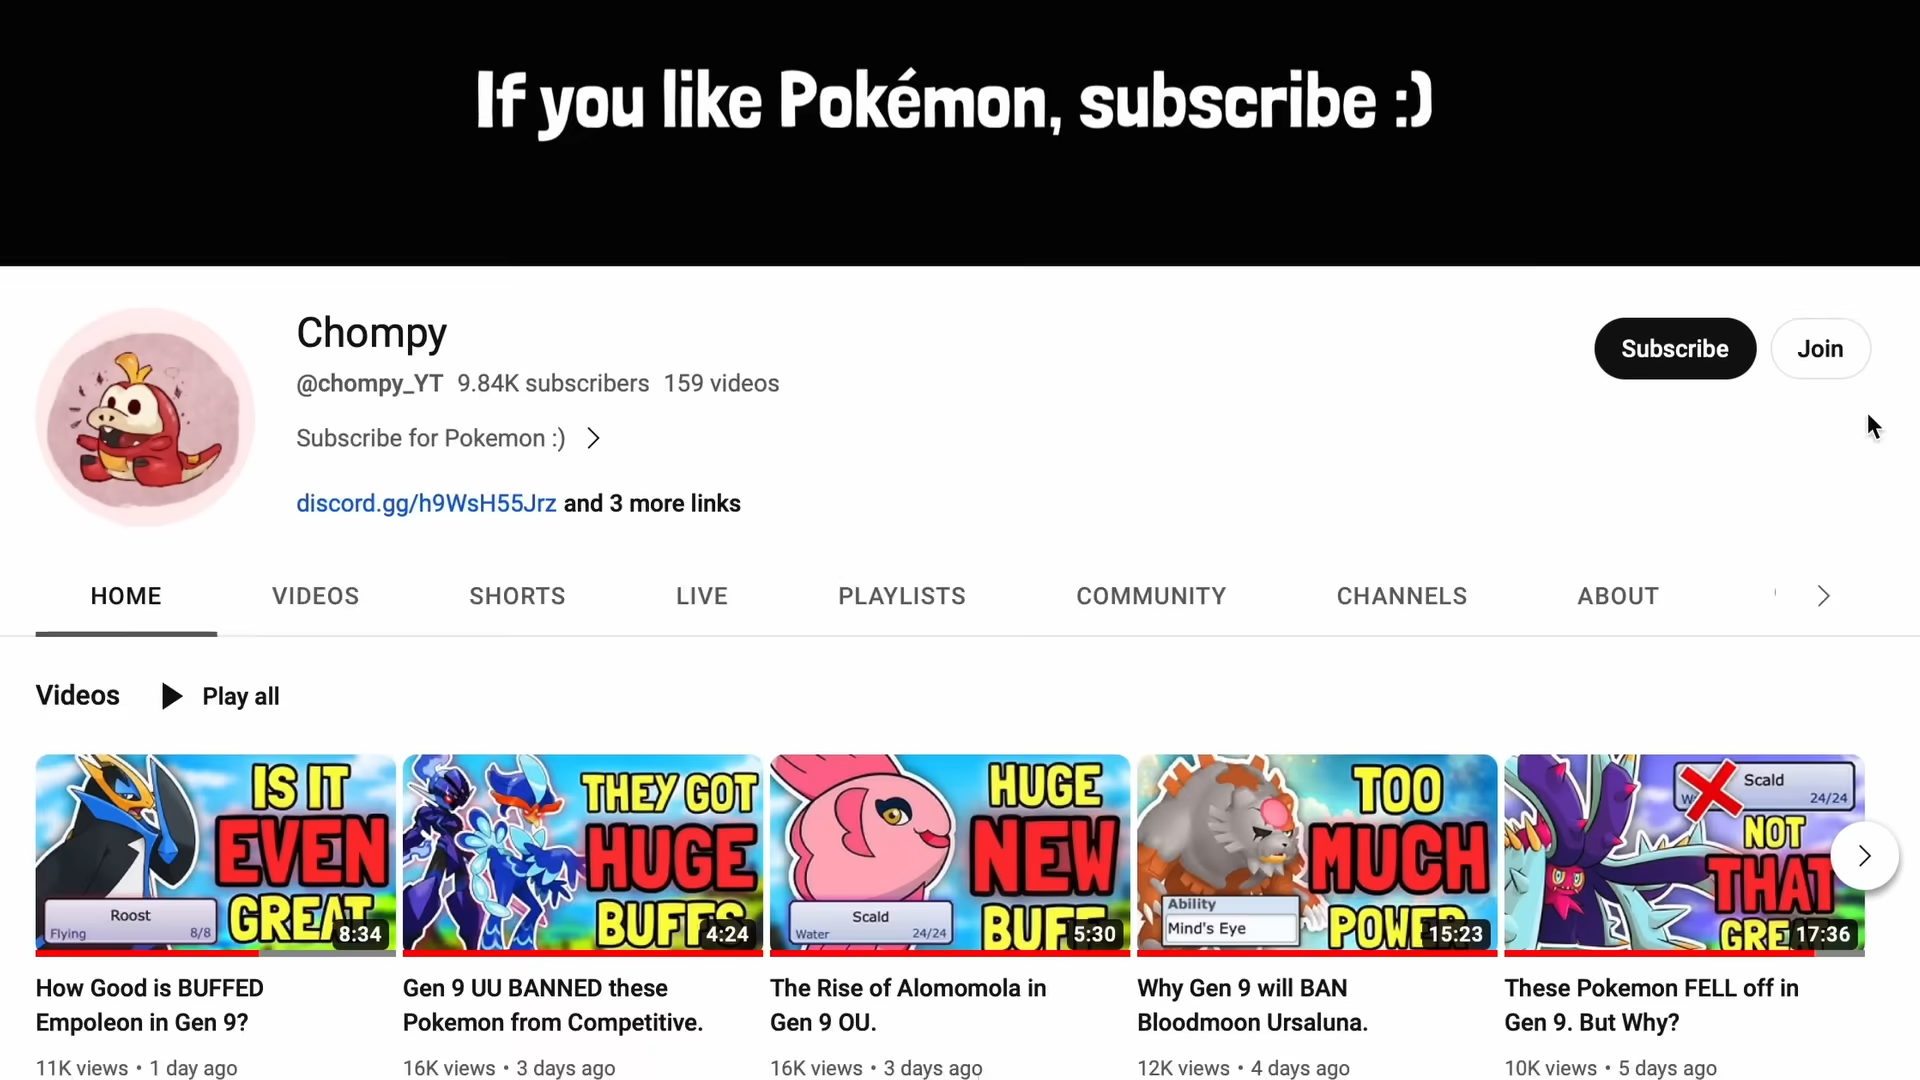 If you like Pokémon, subscribe :)
Chompy
@chompy_YT 9.84K subscribers 159 videos
Subscribe for Pokemon :)
discord.gg/h9WsH55Jrz and 3 more links
Subscribe
Join
HOME
VIDEOS
SHORTS
LIVE
PLAYLISTS
COMMUNITY
CHANNELS
ABOUT
Videos
Play all
IS IT
EVEN
GREAT
Roost
Flying 8/8
8:34
THEY GOT
HUGE
BUFFS
4:24
HUGE
NEW
BUFF
Scald
Water 24/24
5:30
TOO
MUCH
POWER
Ability
Mind's Eye
15:23
Scald
24/24
NOT
THAT
17:36
How Good is BUFFED
Empoleon in Gen 9?
11K views • 1 day ago
Gen 9 UU BANNED these
Pokemon from Competitive.
16K views • 3 days ago
The Rise of Alomomola in
Gen 9 OU.
16K views • 3 days ago
Why Gen 9 will BAN
Bloodmoon Ursaluna.
12K views • 4 days ago
These Pokemon FELL off in
Gen 9. But Why?
10K views • 5 days ago